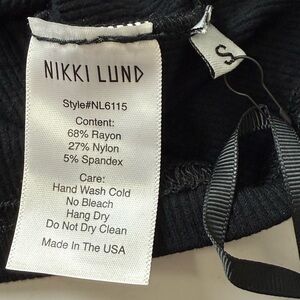 NIKKI LUND
Style#NL6115
Content:
68% Rayon
27% Nylon
5% Spandex
Care:
Hand Wash Cold
No Bleach
Hang Dry
Do Not Dry Clean
Made In The USA
S